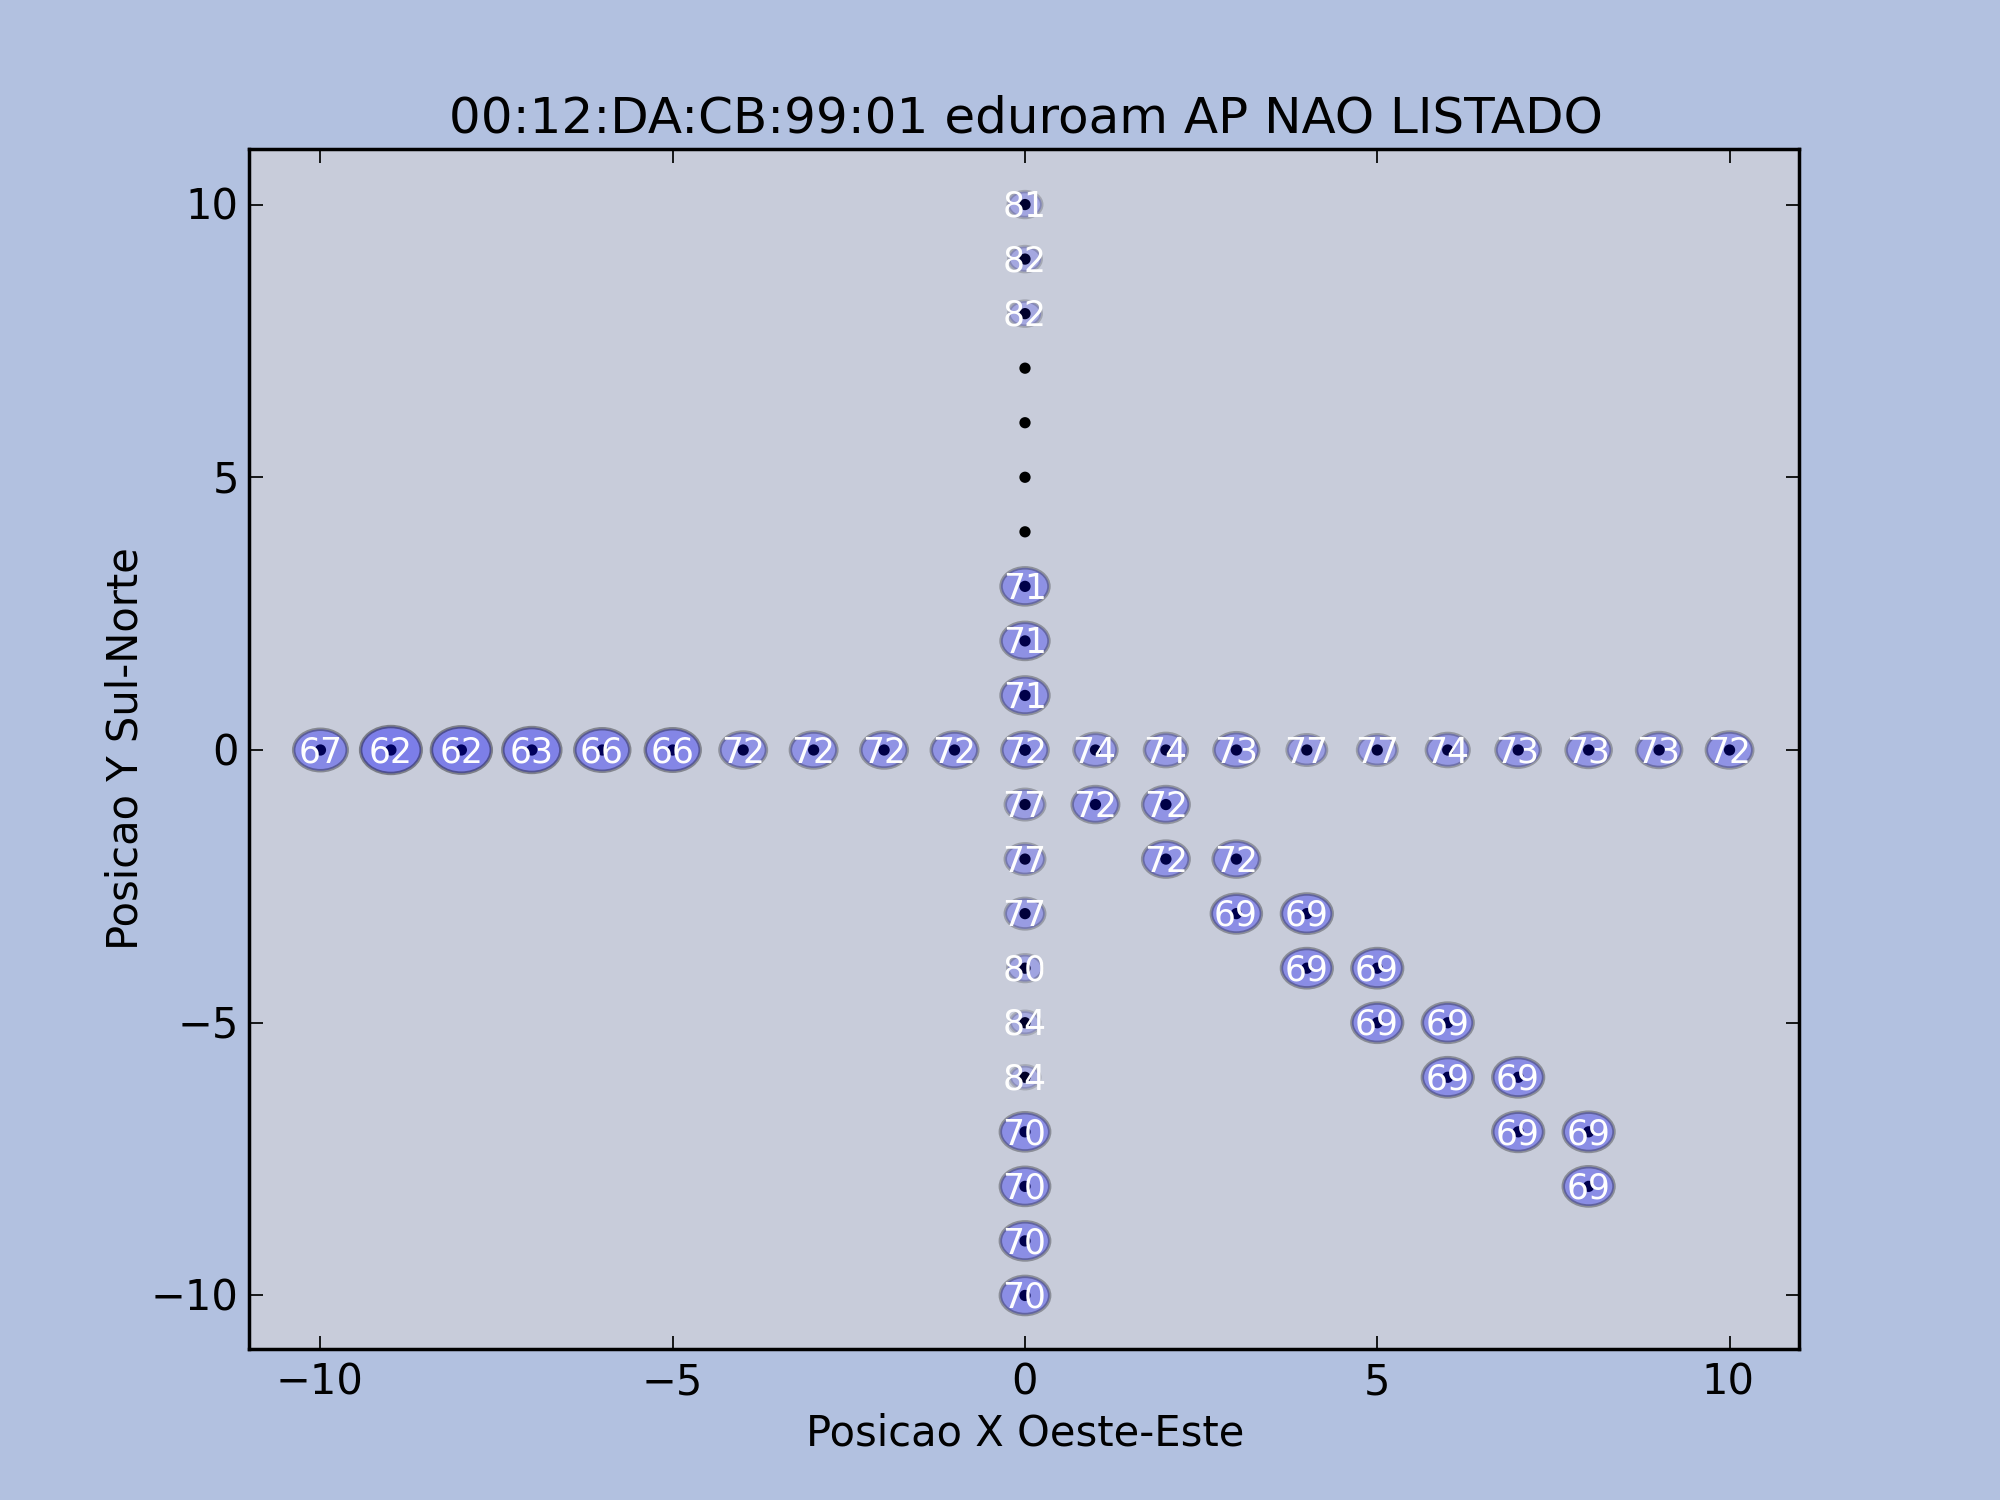 00:12:DA:CB:99:01 eduroam AP NAO LISTADO
10
81
82
82
5
71
71
71
0
67 62 62 63 66 66 72 72 72 72 72 74 74 73 77 77 74 73 73 73 72
77 72 72
77 72 72
77 69 69
80 69 69
−5
84 69 69
84 69 69
70 69 69
70 69
70
−10
70
−10 −5 0 5 10
Posicao X Oeste-Este
Posicao Y Sul-Norte